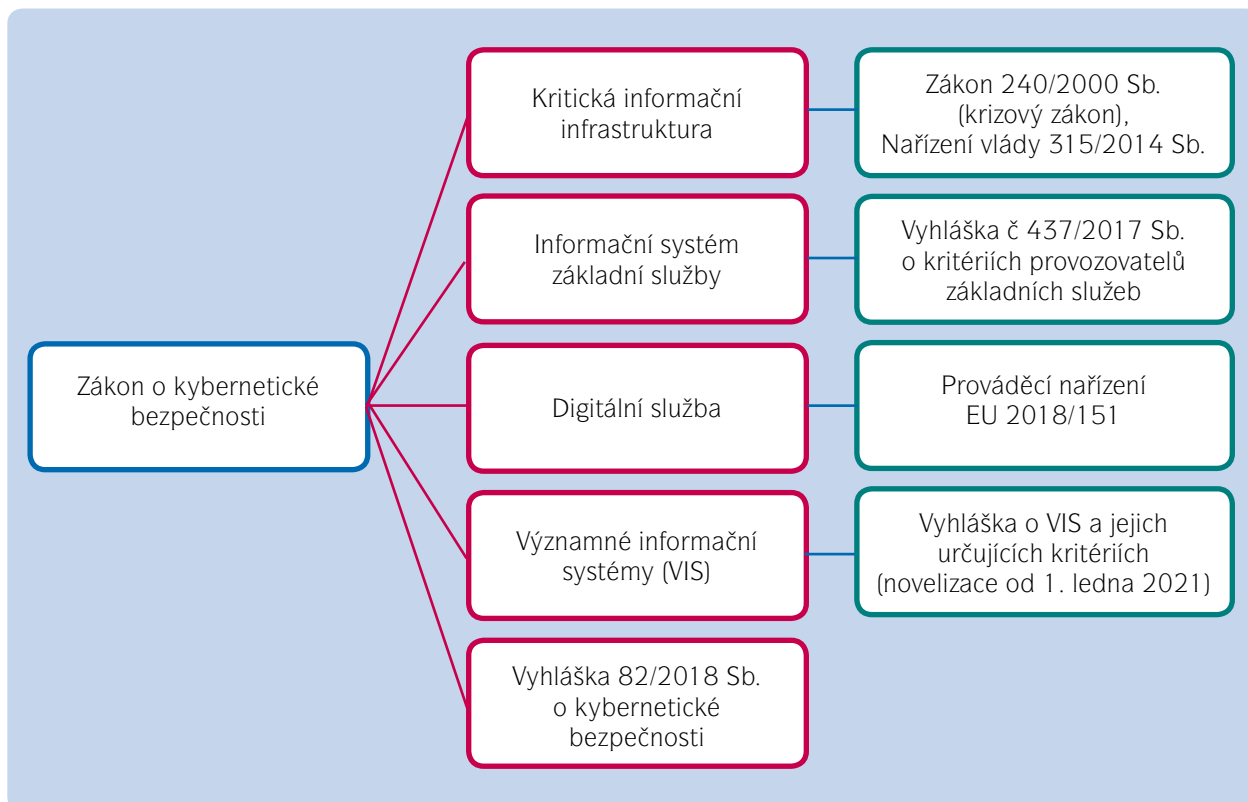 Kritická informační
infrastruktura
Zákon 240/2000 Sb.
(krizový zákon),
Nařízení vlády 315/2014 Sb.
Informační systém
základní služby
Vyhláška č 437/2017 Sb.
o kritériích provozovatelů
základních služeb
Zákon o kybernetické
bezpečnosti
Digitální služba
Prováděcí nařízení
EU 2018/151
Významné informační
systémy (VIS)
Vyhláška o VIS a jejich
určujících kritériích
(novelizace od 1. ledna 2021)
Vyhláška 82/2018 Sb.
o kybernetické
bezpečnosti